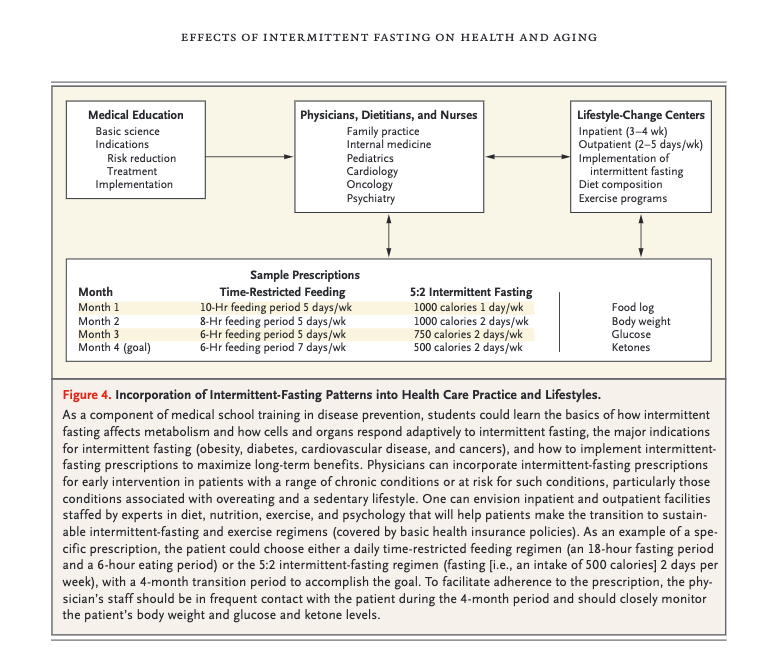 EFFECTS OF INTERMITTENT FASTING ON HEALTH AND AGING
Medical Education
Basic science
Indications
Risk reduction
Treatment
Implementation
Physicians, Dietitians, and Nurses
Family practice
Internal medicine
Pediatrics
Cardiology
Oncology
Psychiatry
Lifestyle-Change Centers
Inpatient (3–4 wk)
Outpatient (2–5 days/wk)
Implementation of
intermittent fasting
Diet composition
Exercise programs
Sample Prescriptions
Month Time-Restricted Feeding 5:2 Intermittent Fasting
Month 1 10-Hr feeding period 5 days/wk 1000 calories 1 day/wk Food log
Month 2 8-Hr feeding period 5 days/wk 1000 calories 2 days/wk Body weight
Month 3 6-Hr feeding period 5 days/wk 750 calories 2 days/wk Glucose
Month 4 (goal) 6-Hr feeding period 7 days/wk 500 calories 2 days/wk Ketones
Figure 4. Incorporation of Intermittent-Fasting Patterns into Health Care Practice and Lifestyles.
As a component of medical school training in disease prevention, students could learn the basics of how intermittent
fasting affects metabolism and how cells and organs respond adaptively to intermittent fasting, the major indications
for intermittent fasting (obesity, diabetes, cardiovascular disease, and cancers), and how to implement intermittent-
fasting prescriptions to maximize long-term benefits. Physicians can incorporate intermittent-fasting prescriptions
for early intervention in patients with a range of chronic conditions or at risk for such conditions, particularly those
conditions associated with overeating and a sedentary lifestyle. One can envision inpatient and outpatient facilities
staffed by experts in diet, nutrition, exercise, and psychology that will help patients make the transition to sustain-
able intermittent-fasting and exercise regimens (covered by basic health insurance policies). As an example of a spe-
cific prescription, the patient could choose either a daily time-restricted feeding regimen (an 18-hour fasting period
and a 6-hour eating period) or the 5:2 intermittent-fasting regimen (fasting [i.e., an intake of 500 calories] 2 days per
week), with a 4-month transition period to accomplish the goal. To facilitate adherence to the prescription, the phy-
sician’s staff should be in frequent contact with the patient during the 4-month period and should closely monitor
the patient’s body weight and glucose and ketone levels.